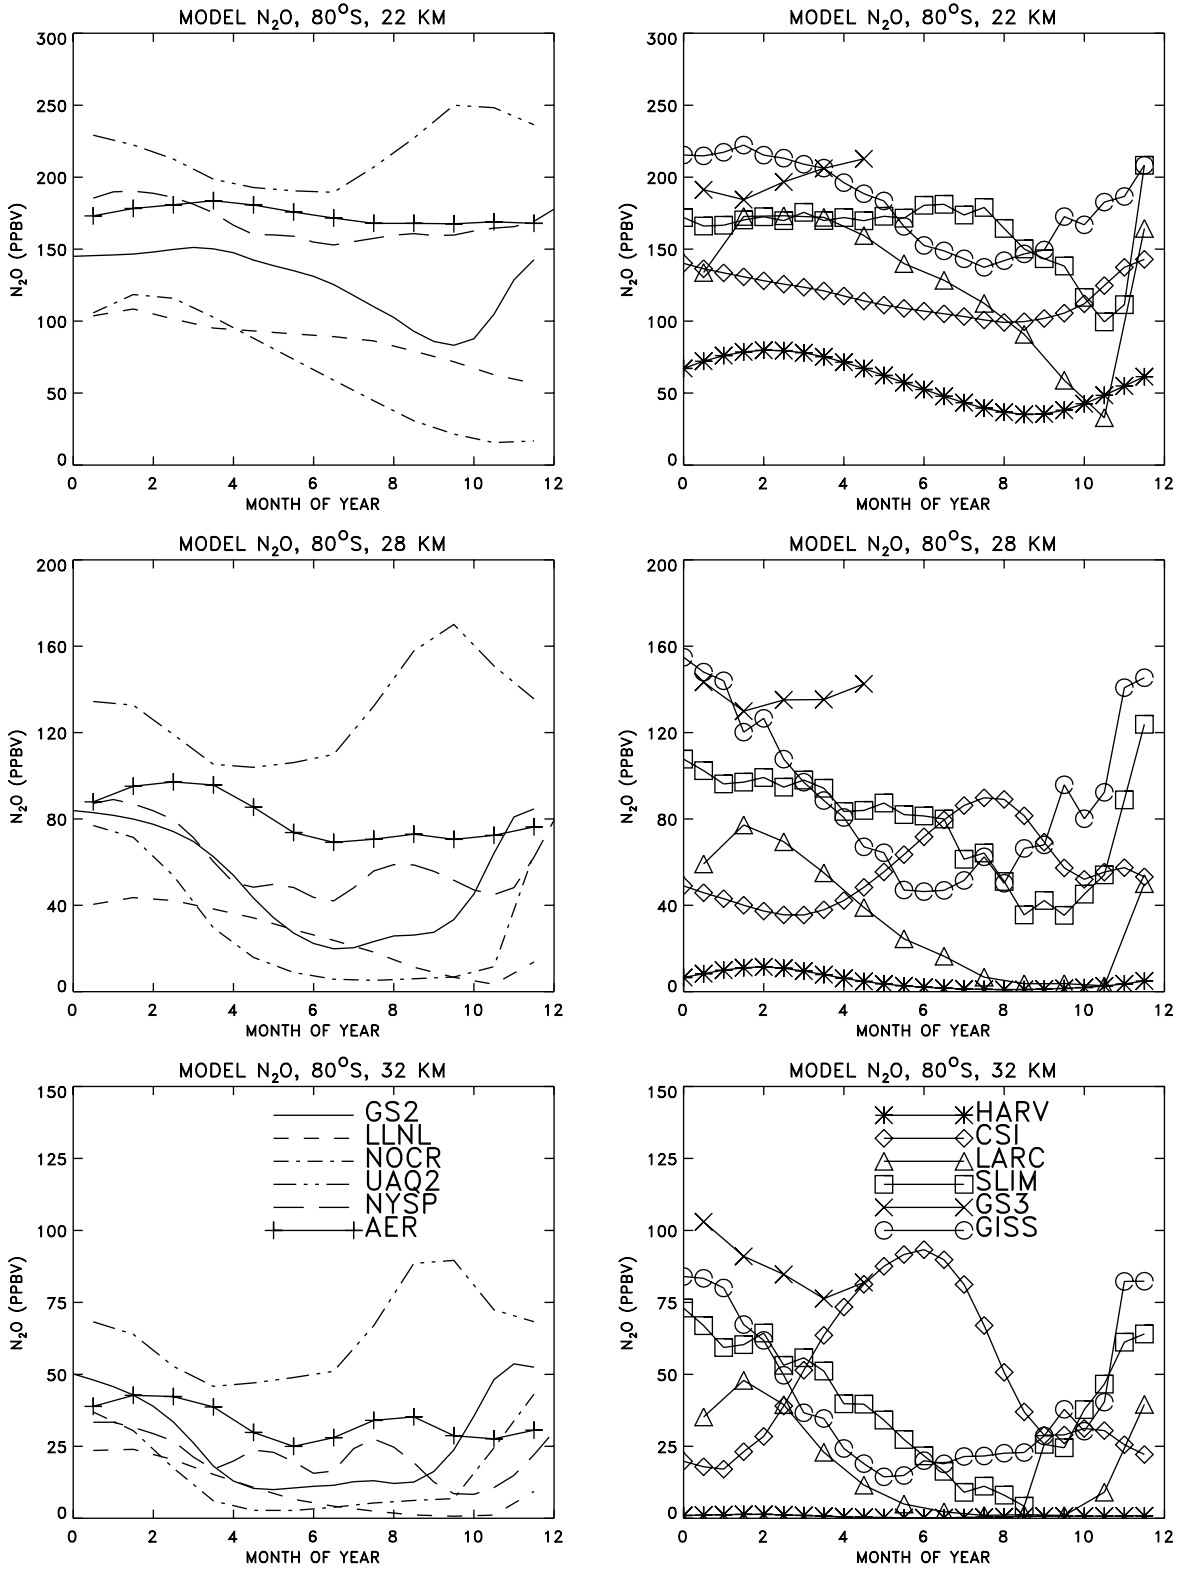 MODEL N₂O, 80°S, 22 KM
300
250
200
150
100
50
0
N₂O (PPBV)
0 2 4 6 8 10 12
MONTH OF YEAR
MODEL N₂O, 80°S, 22 KM
300
250
200
150
100
50
0
N₂O (PPBV)
0 2 4 6 8 10 12
MONTH OF YEAR
MODEL N₂O, 80°S, 28 KM
200
160
120
80
40
0
N₂O (PPBV)
0 2 4 6 8 10 12
MONTH OF YEAR
MODEL N₂O, 80°S, 28 KM
200
160
120
80
40
0
N₂O (PPBV)
0 2 4 6 8 10 12
MONTH OF YEAR
MODEL N₂O, 80°S, 32 KM
150
125
100
75
50
25
0
N₂O (PPBV)
GS2
LLNL
NOCR
UAQ2
NYSP
AER
0 2 4 6 8 10 12
MONTH OF YEAR
MODEL N₂O, 80°S, 32 KM
150
125
100
75
50
25
0
N₂O (PPBV)
HARV
CSI
LARC
SLIM
GS3
GISS
0 2 4 6 8 10 12
MONTH OF YEAR